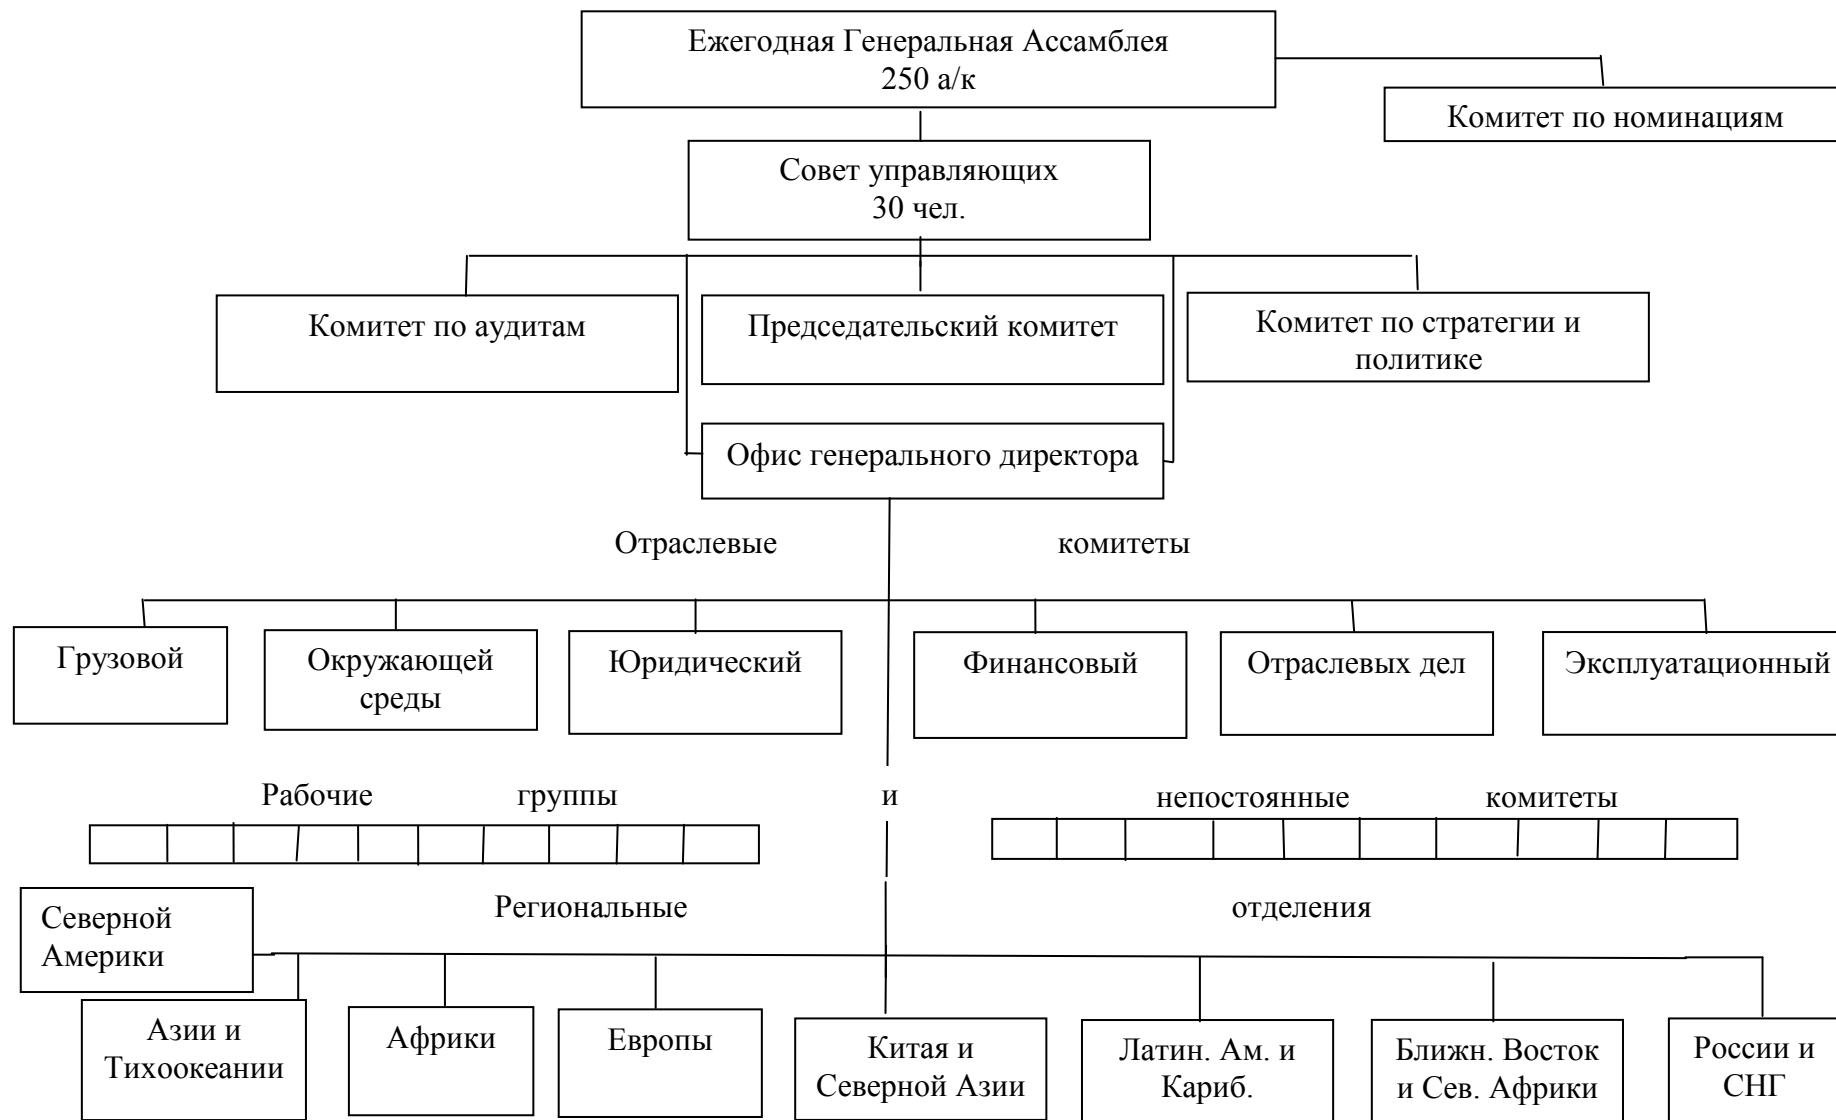 Ежегодная Генеральная Ассамблея
250 а/к
Комитет по номинациям
Совет управляющих
30 чел.
Комитет по аудитам
Председательский комитет
Комитет по стратегии и
политике
Офис генерального директора
Отраслевые комитеты
Грузовой
Окружающей
среды
Юридический
Финансовый
Отраслевых дел
Эксплуатационный
Рабочие группы и непостоянные комитеты
Северной
Америки
Региональные отделения
Азии и
Тихоокеании
Африки
Европы
Китая и
Северной Азии
Латин. Ам. и
Кариб.
Ближн. Восток
и Сев. Африки
России и
СНГ